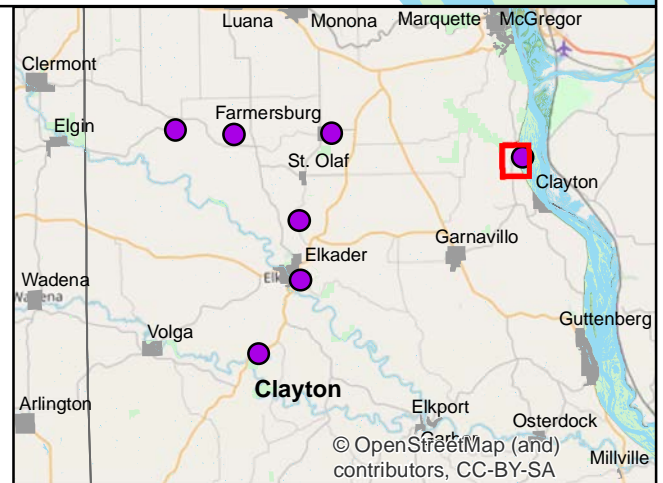 Luana
Monona
Marquette
McGregor
Clermont
Farmersburg
Elgin
St. Olaf
Clayton
Garnavillo
Elkader
Wadena
Guttenberg
Volga
Clayton
Arlington
Elkport
Osterdock
© OpenStreetMap (and)
contributors, CC-BY-SA
Millville